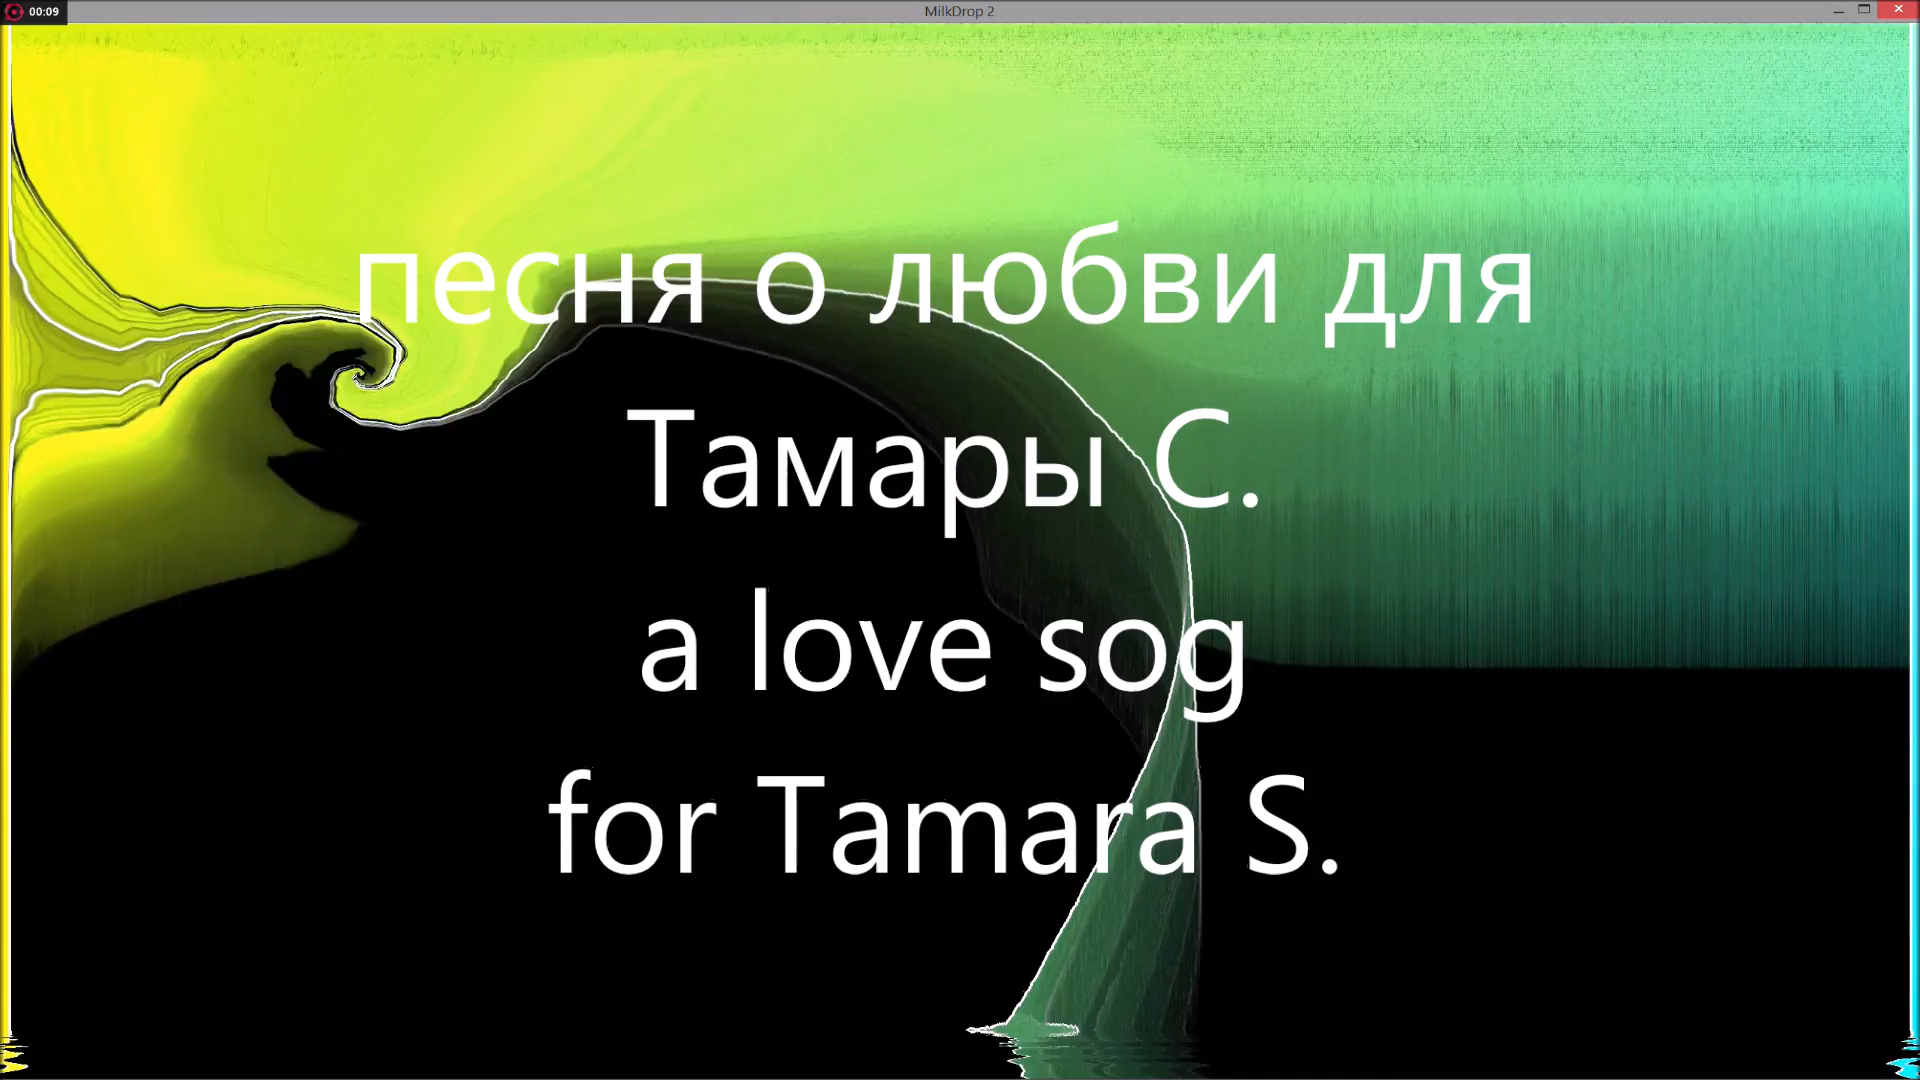 00:09
MilkDrop 2
песня о любви для
Тамары С.
a love sog
for Tamara S.